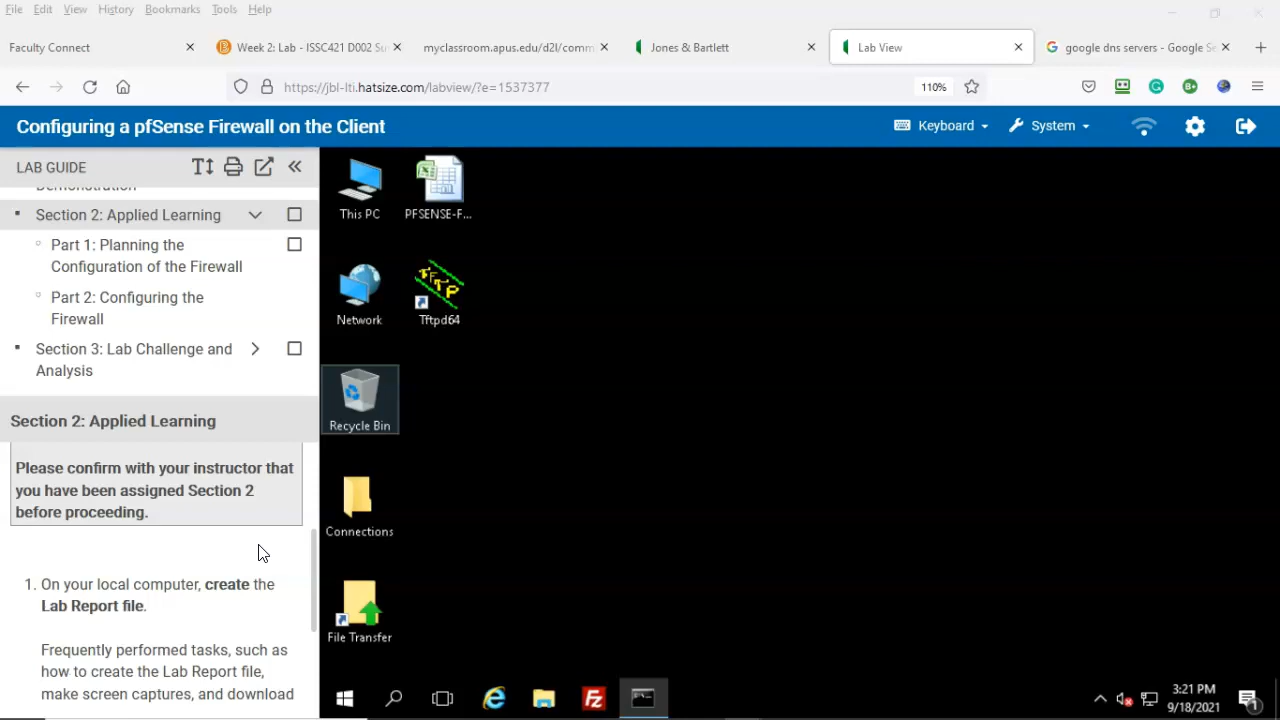 File Edit View History Bookmarks Tools Help
Faculty Connect
Week 2: Lab - ISSC421 D002 Su
myclassroom.apus.edu/d2l/comm
Jones & Bartlett
Lab View
google dns servers - Google Se
https://jbl-lti.hatsize.com/labview/?e=1537377
110%
Configuring a pfSense Firewall on the Client
Keyboard
System
LAB GUIDE
Demonstration
Section 2: Applied Learning
Part 1: Planning the
Configuration of the Firewall
Part 2: Configuring the
Firewall
Section 3: Lab Challenge and
Analysis
Section 2: Applied Learning
Please confirm with your instructor that
you have been assigned Section 2
before proceeding.
1. On your local computer, create the
Lab Report file.
Frequently performed tasks, such as
how to create the Lab Report file,
make screen captures, and download
This PC
PFSENSE-F...
Network
TFTP
Tftpd64
Recycle Bin
Connections
File Transfer
3:21 PM
9/18/2021
1